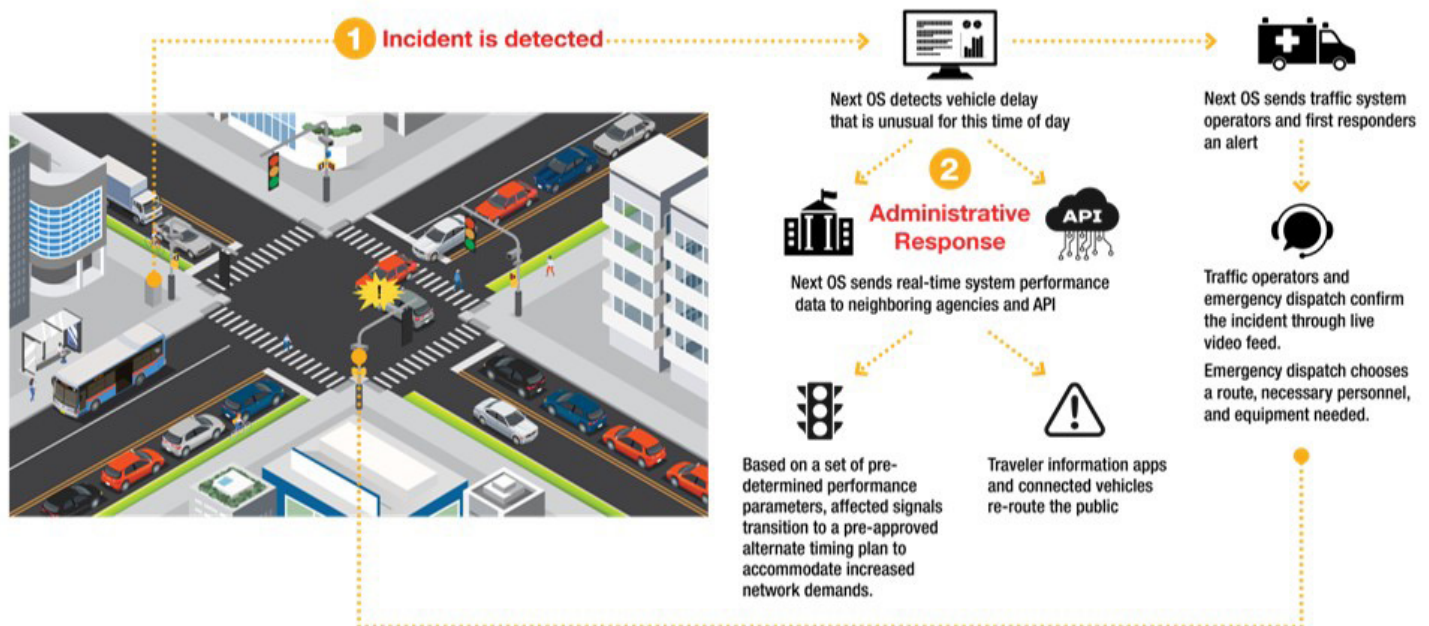 1 Incident is detected
Next OS detects vehicle delay
that is unusual for this time of day
Next OS sends traffic system
operators and first responders
an alert
2
Administrative
Response
API
Next OS sends real-time system performance
data to neighboring agencies and API
Traffic operators and
emergency dispatch confirm
the incident through live
video feed.
Emergency dispatch chooses
a route, necessary personnel,
and equipment needed.
Based on a set of pre-
determined performance
parameters, affected signals
transition to a pre-approved
alternate timing plan to
accommodate increased
network demands.
Traveler information apps
and connected vehicles
re-route the public
!
!